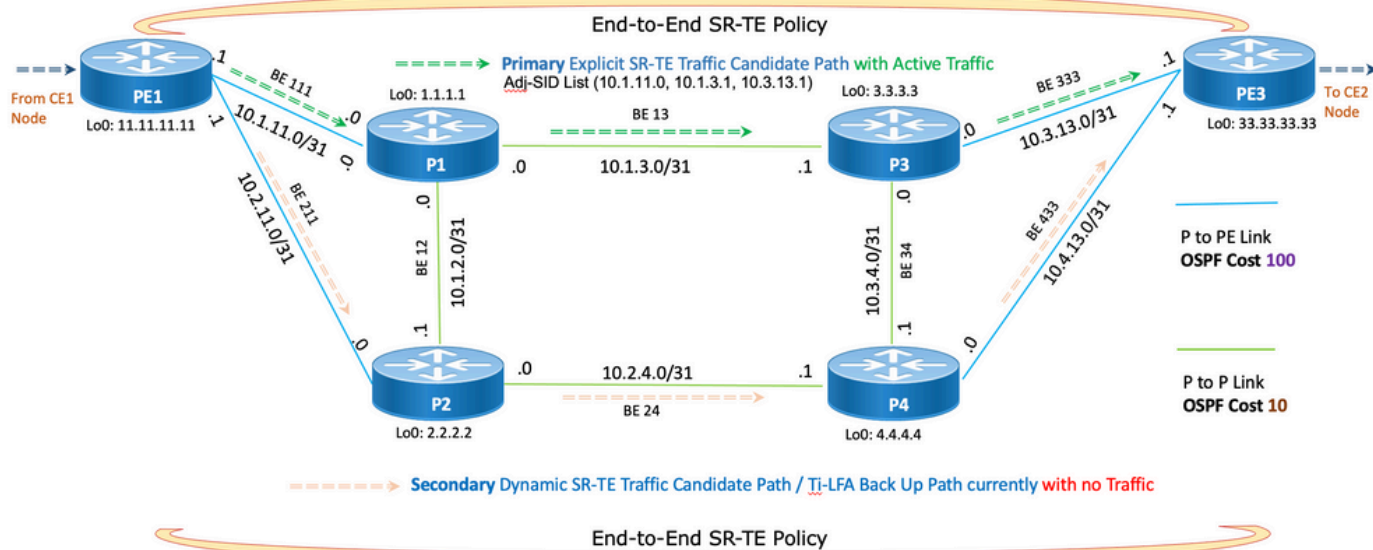 End-to-End SR-TE Policy
Primary Explicit SR-TE Traffic Candidate Path with Active Traffic
Adj-SID List (10.1.11.0, 10.1.3.1, 10.3.13.1)
From CE1
Node
PE1
Lo0: 11.11.11.11
.1
.1
BE 111
10.1.11.0/31
.0
.0
Lo0: 1.1.1.1
P1
.0
BE 13
10.1.3.0/31
.1
Lo0: 3.3.3.3
P3
.0
BE 333
10.3.13.0/31
.1
.1
PE3
Lo0: 33.33.33.33
To CE2
Node
BE 211
10.2.11.0/31
.0
.0
BE 12
10.1.2.0/31
.1
.0
BE 34
10.3.4.0/31
.1
BE 433
10.4.13.0/31
.0
P2
Lo0: 2.2.2.2
.0
10.2.4.0/31
BE 24
.1
P4
Lo0: 4.4.4.4
P to PE Link
OSPF Cost 100
P to P Link
OSPF Cost 10
Secondary Dynamic SR-TE Traffic Candidate Path / Ti-LFA Back Up Path currently with no Traffic
End-to-End SR-TE Policy